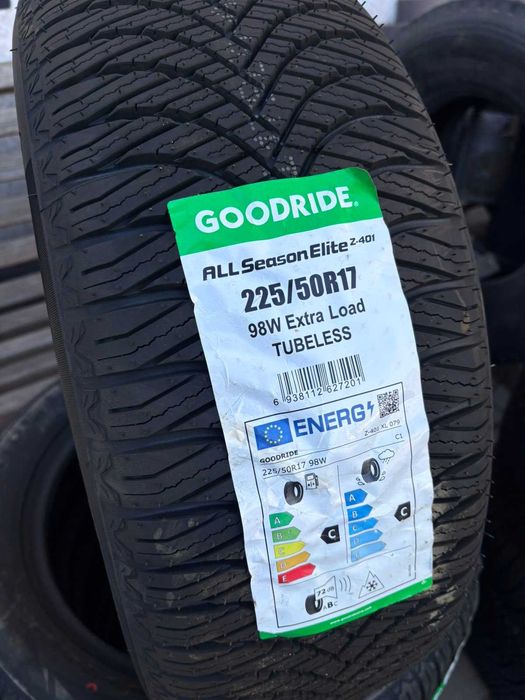 GOODRIDE®
ALL Season Elite Z-401
225/50R17
98W Extra Load
TUBELESS
6 938112 627201
ENERG
Z-401 XL 079
GOODRIDE
C1
225/50R17 98W
A
B
C
D
E
C
A
B
C
D
E
C
72 dB
ABC